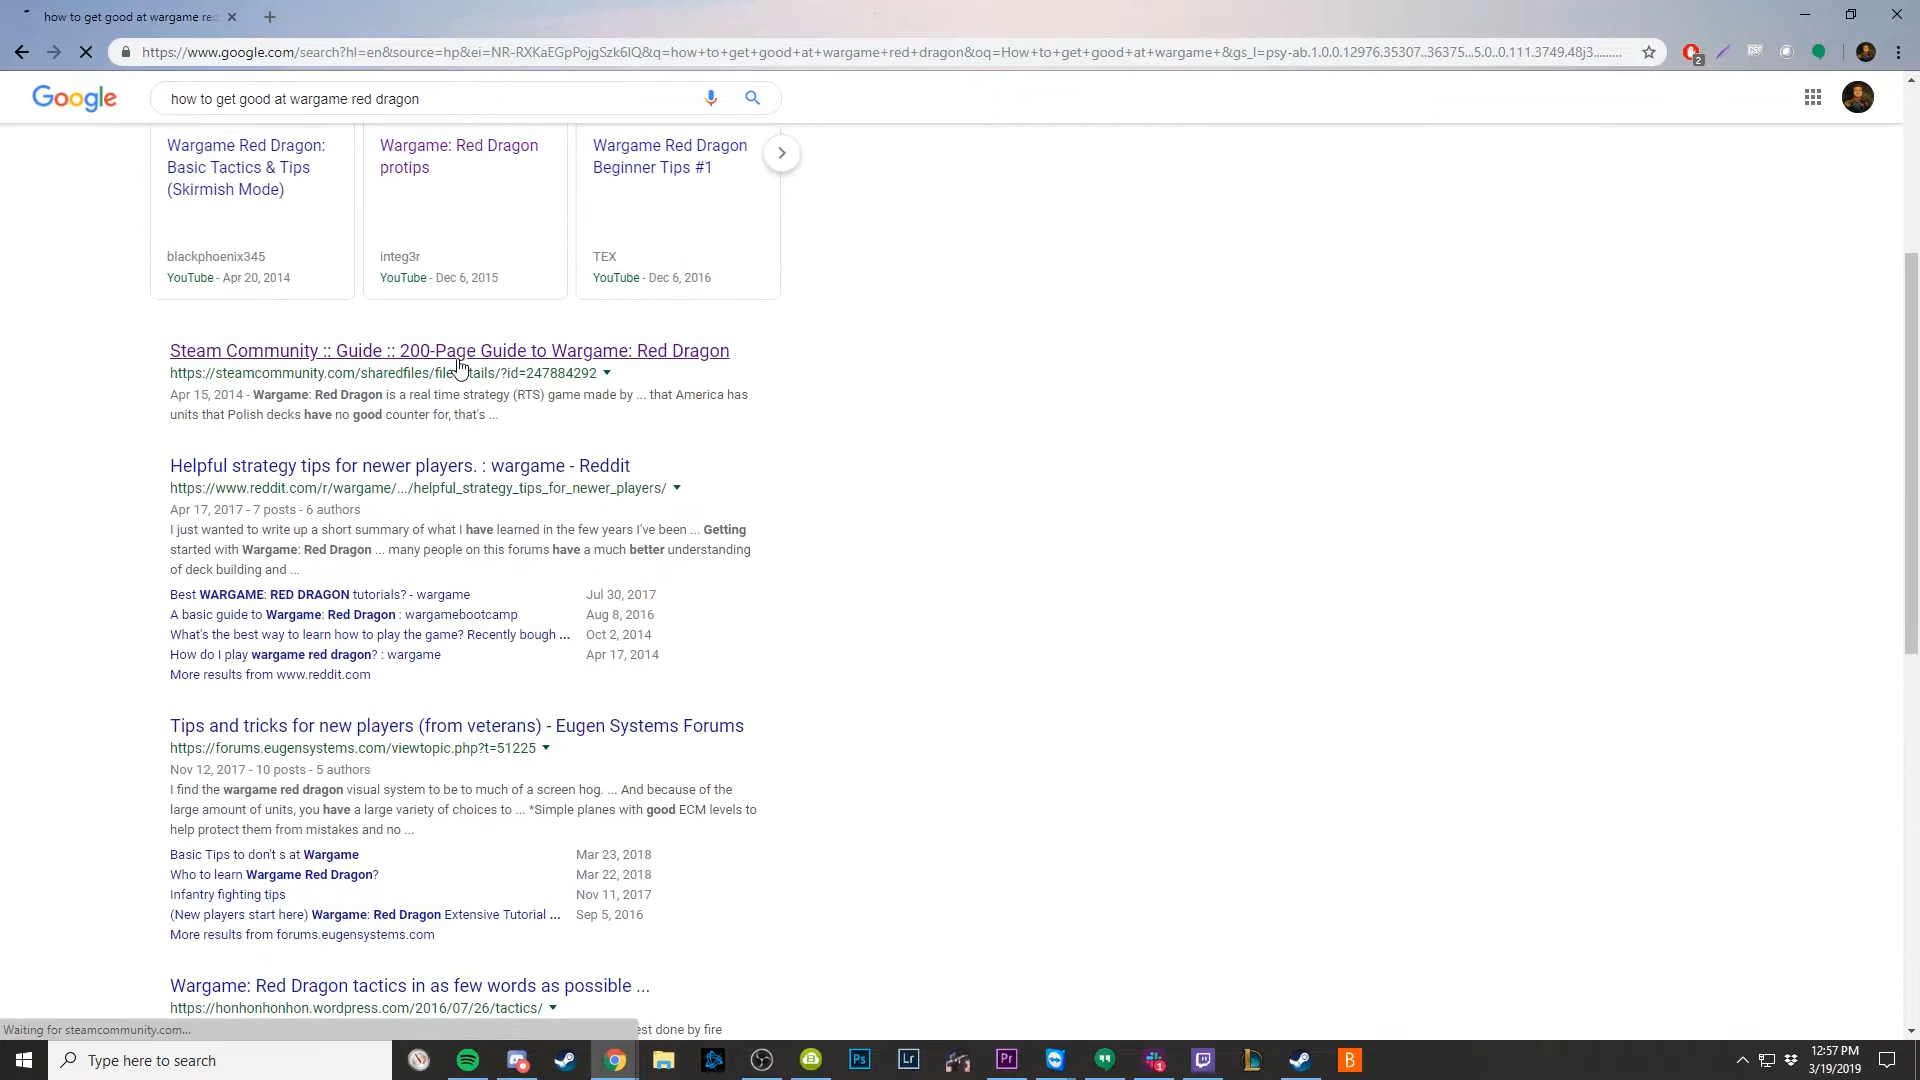 how to get good at wargame red
https://www.google.com/search?hl=en&source=hp&ei=NR-RXKaEGpPojgSzk6IQ&q=how+to+get+good+at+wargame+red+dragon&oq=How+to+get+good+at+wargame+&gs_l=psy-ab.1.0.0.12976.35307..36375...5.0..0.111.3749.48j3.........
2
Google
how to get good at wargame red dragon
Wargame Red Dragon:
Basic Tactics & Tips
(Skirmish Mode)
blackphoenix345
YouTube - Apr 20, 2014
Wargame: Red Dragon
protips
integ3r
YouTube - Dec 6, 2015
Wargame Red Dragon
Beginner Tips #1
TEX
YouTube - Dec 6, 2016
Steam Community :: Guide :: 200-Page Guide to Wargame: Red Dragon
https://steamcommunity.com/sharedfiles/filedetails/?id=247884292
Apr 15, 2014 - Wargame: Red Dragon is a real time strategy (RTS) game made by ... that America has
units that Polish decks have no good counter for, that's ...
Helpful strategy tips for newer players. : wargame - Reddit
https://www.reddit.com/r/wargame/.../helpful_strategy_tips_for_newer_players/
Apr 17, 2017 - 7 posts - 6 authors
I just wanted to write up a short summary of what I have learned in the few years I've been ... Getting
started with Wargame: Red Dragon ... many people on this forums have a much better understanding
of deck building and ...
Best WARGAME: RED DRAGON tutorials? - wargame Jul 30, 2017
A basic guide to Wargame: Red Dragon : wargamebootcamp Aug 8, 2016
What's the best way to learn how to play the game? Recently bough ... Oct 2, 2014
How do I play wargame red dragon? : wargame Apr 17, 2014
More results from www.reddit.com
Tips and tricks for new players (from veterans) - Eugen Systems Forums
https://forums.eugensystems.com/viewtopic.php?t=51225
Nov 12, 2017 - 10 posts - 5 authors
I find the wargame red dragon visual system to be to much of a screen hog. ... And because of the
large amount of units, you have a large variety of choices to ... *Simple planes with good ECM levels to
help protect them from mistakes and no ...
Basic Tips to don't s at Wargame Mar 23, 2018
Who to learn Wargame Red Dragon? Mar 22, 2018
Infantry fighting tips Nov 11, 2017
(New players start here) Wargame: Red Dragon Extensive Tutorial ... Sep 5, 2016
More results from forums.eugensystems.com
Wargame: Red Dragon tactics in as few words as possible ...
https://honhonhonhon.wordpress.com/2016/07/26/tactics/
Waiting for steamcommunity.com... est done by fire
Type here to search
Ps
Lr
Pr
1
B
12:57 PM
3/19/2019